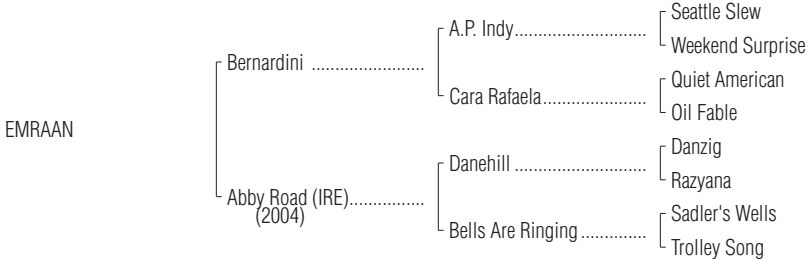 Seattle Slew
A.P. Indy............................
Weekend Surprise
Bernardini ........................
Quiet American
Cara Rafaela......................
Oil Fable
EMRAAN
Danzig
Danehill ............................
Razyana
Abby Road (IRE)................
(2004)
Sadler's Wells
Bells Are Ringing ..............
Trolley Song